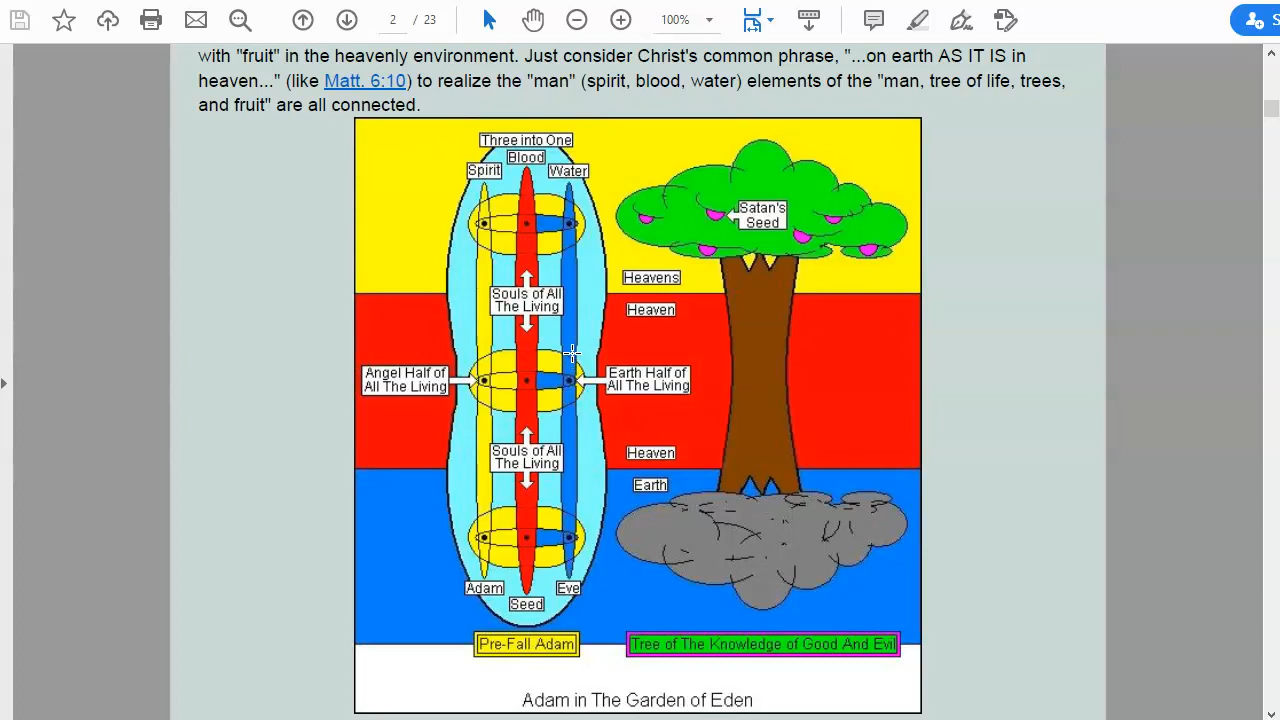 2 / 23
100%
S
with "fruit" in the heavenly environment. Just consider Christ's common phrase, "...on earth AS IT IS in
heaven..." (like Matt. 6:10) to realize the "man" (spirit, blood, water) elements of the "man, tree of life, trees,
and fruit" are all connected.
Three into One
Blood
Spirit
Water
Satan's
Seed
Heavens
Souls of All
The Living
Heaven
Angel Half of
All The Living
Earth Half of
All The Living
Souls of All
The Living
Heaven
Earth
Adam
Eve
Seed
Pre-Fall Adam
Tree of The Knowledge of Good And Evil
Adam in The Garden of Eden